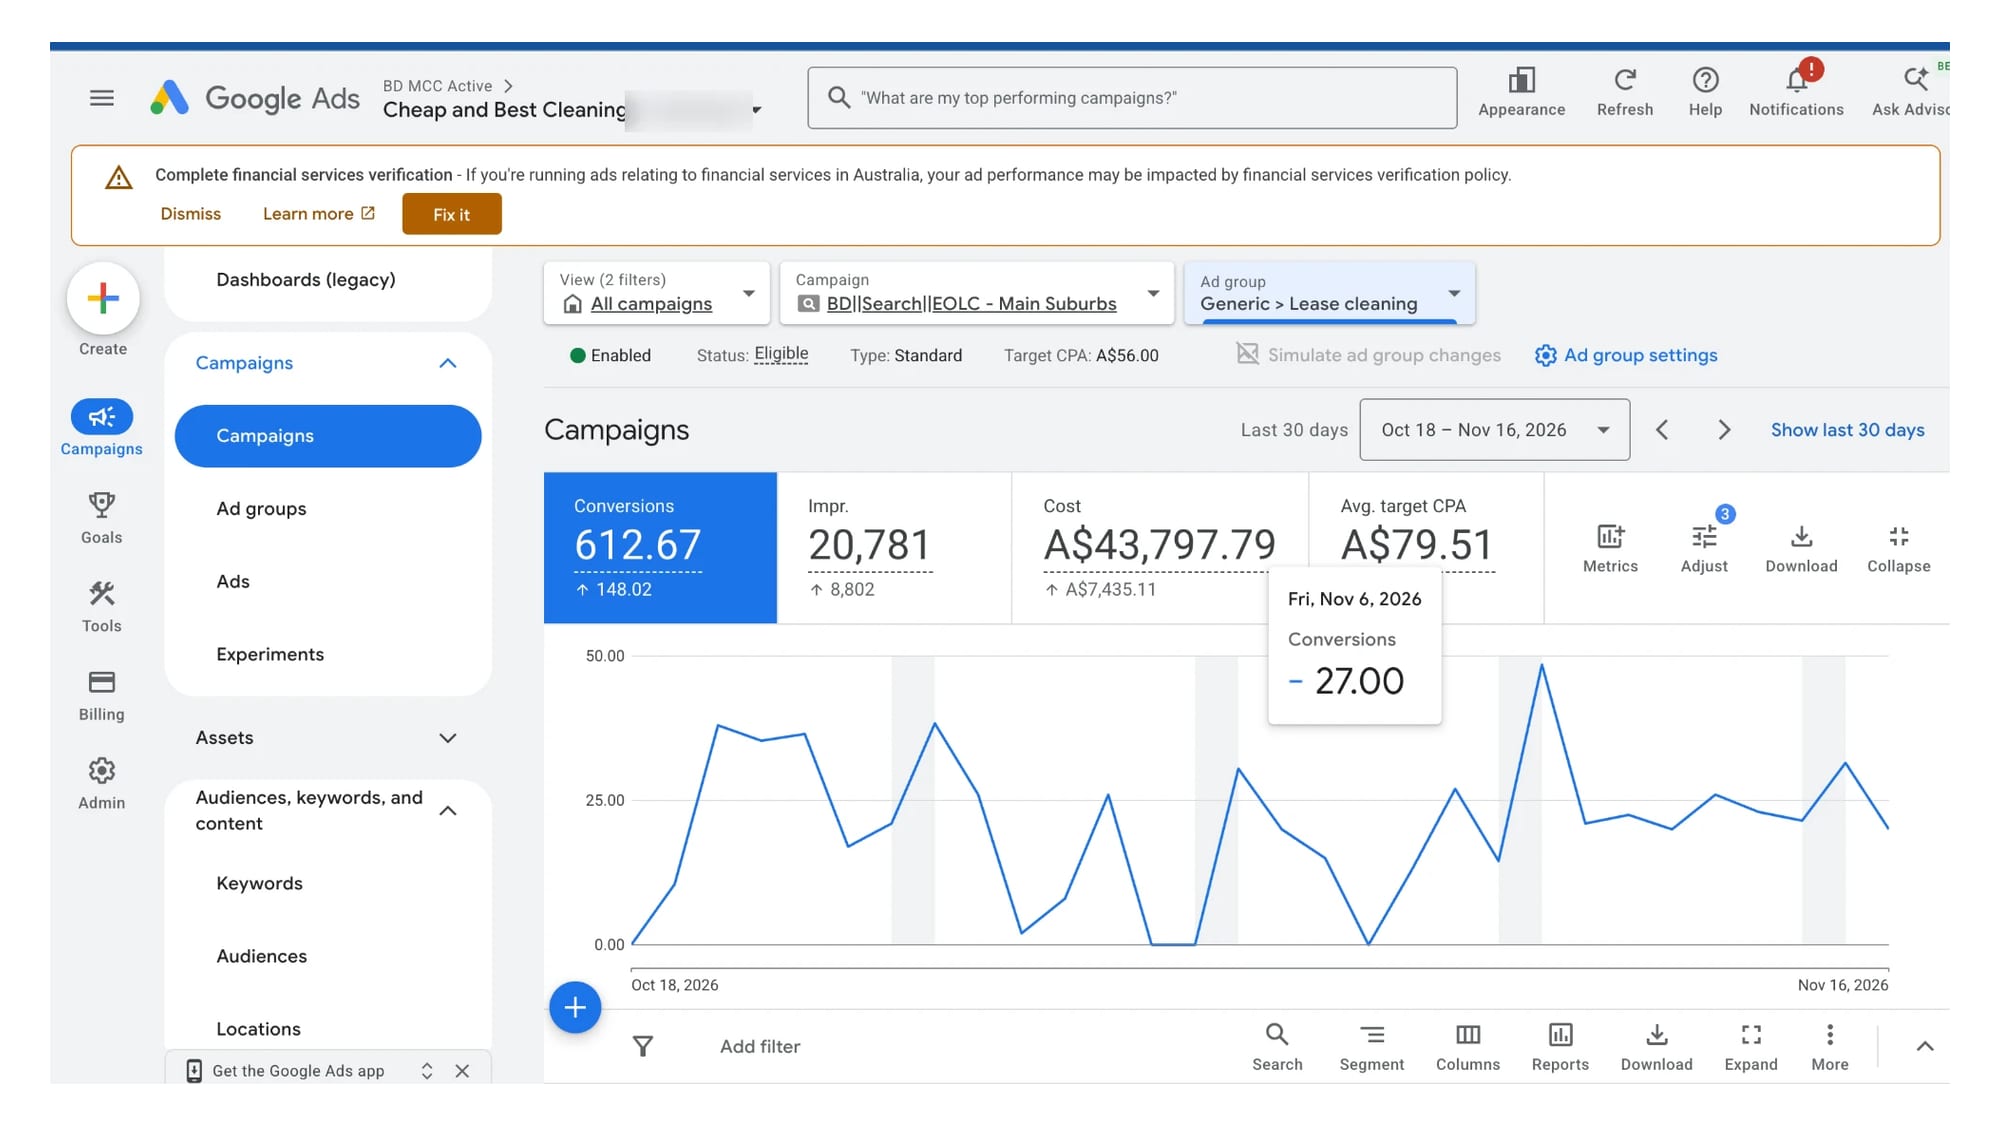 Google Ads
BD MCC Active
Cheap and Best Cleaning
"What are my top performing campaigns?"
Appearance
Refresh
Help
!
Notifications
BE
Ask Adviso
Complete financial services verification - If you're running ads relating to financial services in Australia, your ad performance may be impacted by financial services verification policy.
Dismiss
Learn more
Fix it
Create
Campaigns
Goals
Tools
Billing
Admin
Dashboards (legacy)
Campaigns
Campaigns
Ad groups
Ads
Experiments
Assets
Audiences, keywords, and
content
Keywords
Audiences
Locations
Get the Google Ads app
View (2 filters)
All campaigns
Campaign
BD||Search||EOLC - Main Suburbs
Ad group
Generic > Lease cleaning
Enabled
Status: Eligible
Type: Standard
Target CPA: A$56.00
Simulate ad group changes
Ad group settings
Campaigns
Last 30 days
Oct 18 – Nov 16, 2026
Show last 30 days
Conversions
612.67
↑ 148.02
Impr.
20,781
↑ 8,802
Cost
A$43,797.79
↑ A$7,435.11
Avg. target CPA
A$79.51
Metrics
3
Adjust
Download
Collapse
Fri, Nov 6, 2026
Conversions
27.00
50.00
25.00
0.00
Oct 18, 2026
Nov 16, 2026
Add filter
Search
Segment
Columns
Reports
Download
Expand
More